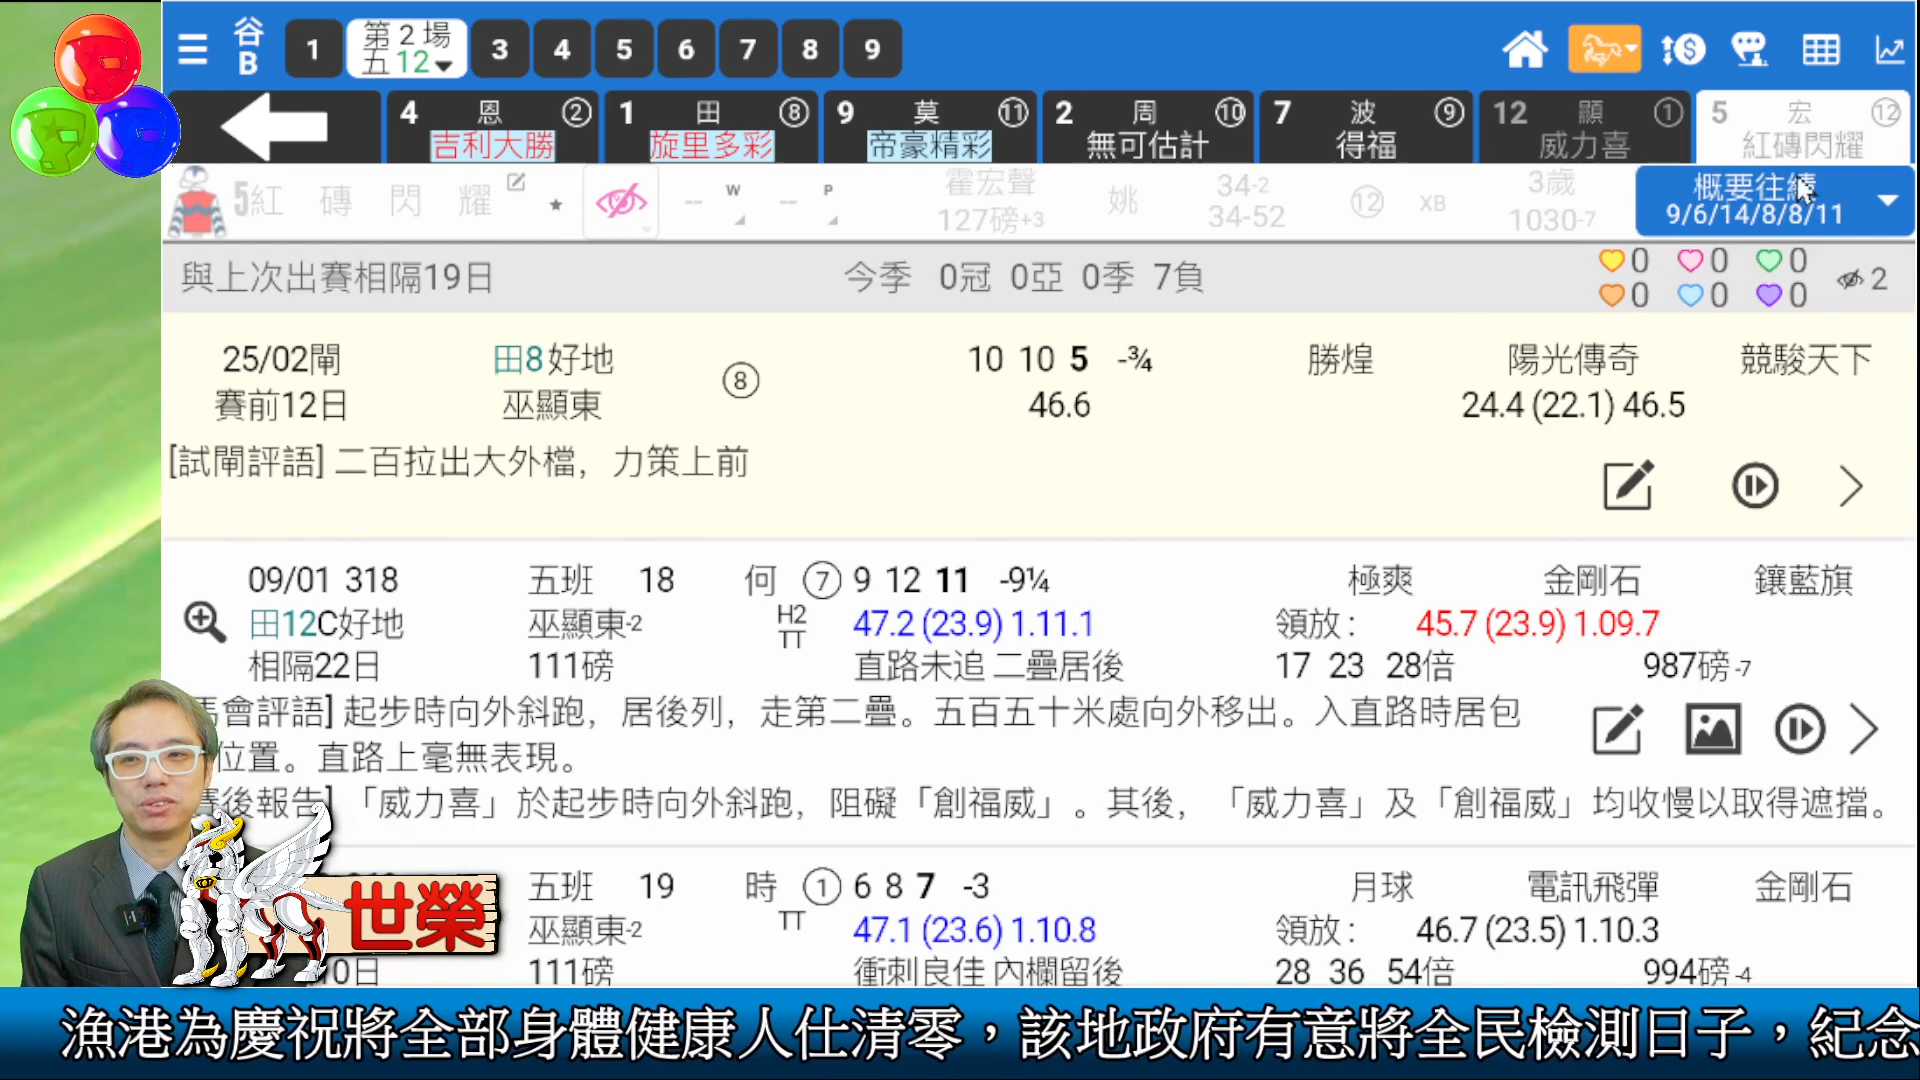 谷 B 1 第2場 五12 3 4 5 6 7 8 9
4 恩 ② 吉利大勝
1 田 ⑧ 旋里多彩
9 莫 ⑪ 帝豪精彩
2 周 ⑩ 無可估計
7 波 ⑨ 得福
12 顯 ① 威力喜
5 宏 ⑫ 紅磚閃耀
5紅磚閃耀 -- W -- P 霍宏聲 127磅+3 姚 34-2 34-52 ⑫ XB 3歲 1030-7
概要往績
9/6/14/8/8/11
與上次出賽相隔19日 今季 0冠 0亞 0季 7負
0 0 0
0 0 0 2
25/02閘 田8好地 ⑧ 10 10 5 -¾ 勝煌 陽光傳奇 競駿天下
賽前12日 巫顯東 46.6 24.4 (22.1) 46.5
[試閘評語] 二百拉出大外檔，力策上前
09/01 318 五班 18 何 ⑦ 9 12 11 -9¼ 極爽 金剛石 鑲藍旗
田12C好地 巫顯東-2 H2 TT 47.2 (23.9) 1.11.1 領放： 45.7 (23.9) 1.09.7
相隔22日 111磅 直路未追 二疊居後 17 23 28倍 987磅-7
會評語] 起步時向外斜跑，居後列，走第二疊。五百五十米處向外移出。入直路時居包
位置。直路上毫無表現。
後報告] 「威力喜」於起步時向外斜跑，阻礙「創福威」。其後，「威力喜」及「創福威」均收慢以取得遮擋。
五班 19 時 ① 6 8 7 -3 月球 電訊飛彈 金剛石
巫顯東-2 TT 47.1 (23.6) 1.10.8 領放： 46.7 (23.5) 1.10.3
0日 111磅 衝刺良佳 內欄留後 28 36 54倍 994磅-4
世榮
漁港為慶祝將全部身體健康人仕清零，該地政府有意將全民檢測日子，紀念